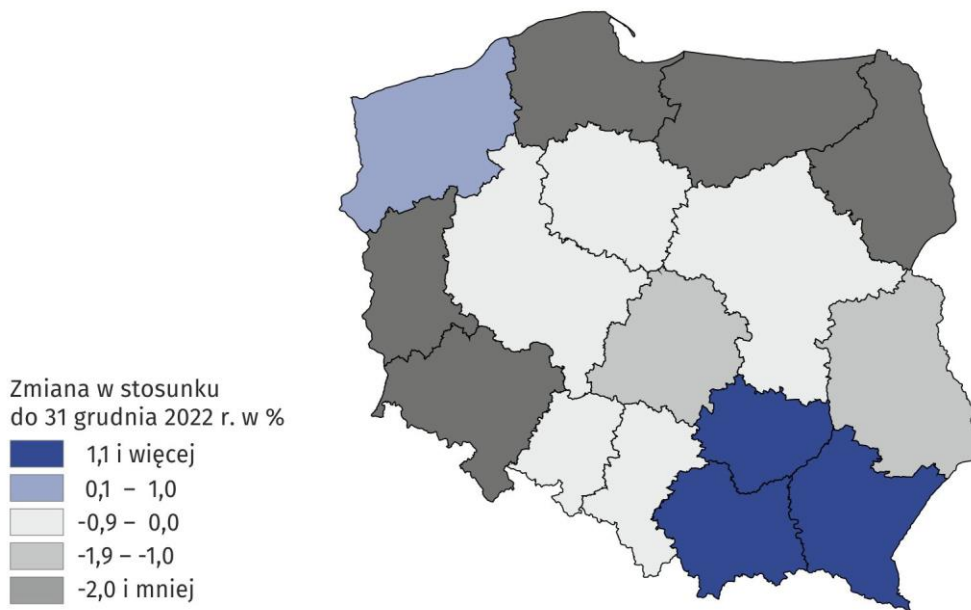 Zmiana w stosunku
do 31 grudnia 2022 r. w %
1,1 i więcej
0,1 – 1,0
-0,9 – 0,0
-1,9 – -1,0
-2,0 i mniej